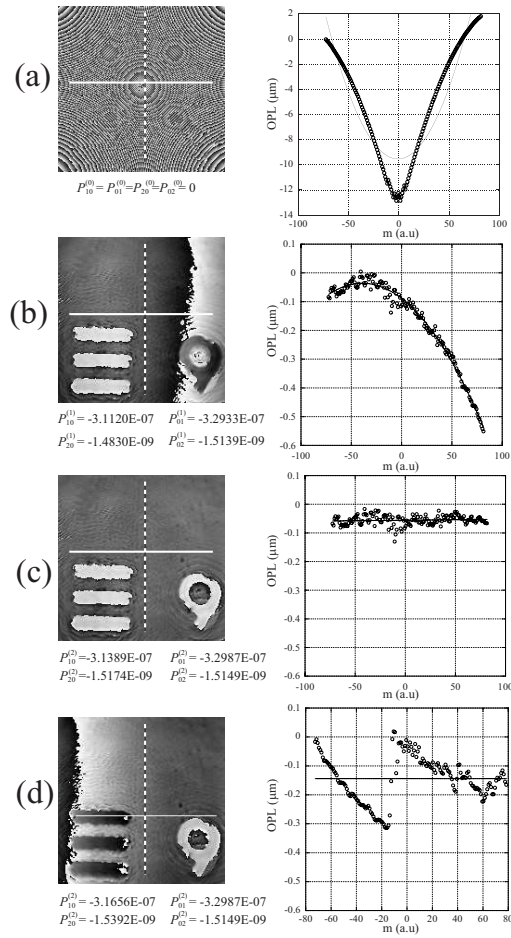 (a)
P₁₀⁽⁰⁾=P₀₁⁽⁰⁾=P₂₀⁽⁰⁾=P₀₂⁽⁰⁾= 0
OPL (μm)
2
0
-2
-4
-6
-8
-10
-12
-14
-100 -50 0 50 100
m (a.u)
(b)
P₁₀⁽¹⁾ = -3.1120E-07 P₀₁⁽¹⁾ = -3.2933E-07
P₂₀⁽¹⁾ = -1.4830E-09 P₀₂⁽¹⁾ = -1.5139E-09
OPL (μm)
0.1
0
-0.1
-0.2
-0.3
-0.4
-0.5
-0.6
-100 -50 0 50 100
m (a.u)
(c)
P₁₀⁽²⁾ =-3.1389E-07 P₀₁⁽²⁾ = -3.2987E-07
P₂₀⁽²⁾ = -1.5174E-09 P₀₂⁽²⁾ = -1.5149E-09
OPL (μm)
0.1
0
-0.1
-0.2
-0.3
-0.4
-0.5
-0.6
-100 -50 0 50 100
m (a.u)
(d)
P₁₀⁽²⁾ = -3.1656E-07 P₀₁⁽²⁾ = -3.2987E-07
P₂₀⁽²⁾ = -1.5392E-09 P₀₂⁽²⁾ = -1.5149E-09
OPL (μm)
0.1
0
-0.1
-0.2
-0.3
-0.4
-0.5
-0.6
-80 -60 -40 -20 0 20 40 60 80
m (a.u)